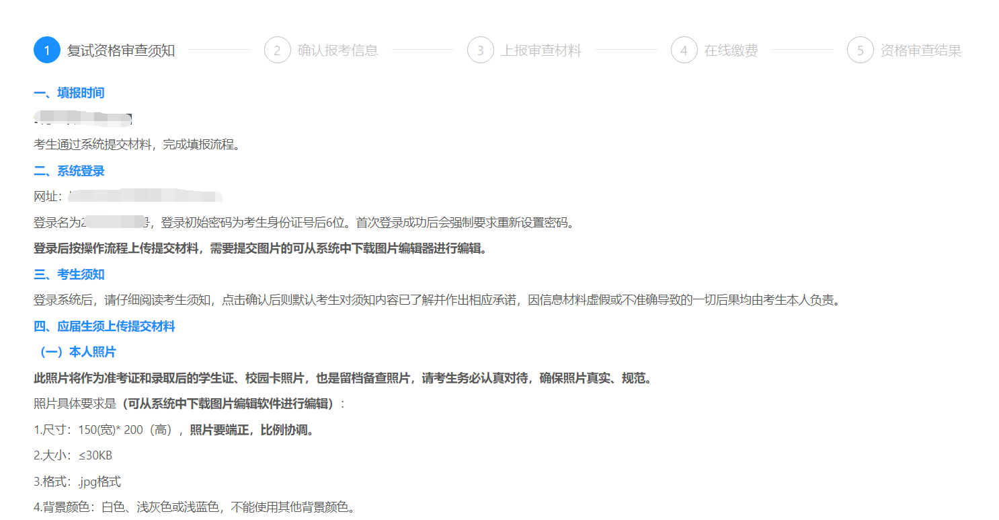 1 复试资格审查须知 2 确认报考信息 3 上报审查材料 4 在线缴费 5 资格审查结果
一、填报时间
考生通过系统提交材料，完成填报流程。
二、系统登录
网址：
登录名为2 号，登录初始密码为考生身份证号后6位。首次登录成功后会强制要求重新设置密码。
登录后按操作流程上传提交材料，需要提交图片的可从系统中下载图片编辑器进行编辑。
三、考生须知
登录系统后，请仔细阅读考生须知，点击确认后则默认考生对须知内容已了解并作出相应承诺，因信息材料虚假或不准确导致的一切后果均由考生本人负责。
四、应届生须上传提交材料
（一）本人照片
此照片将作为准考证和录取后的学生证、校园卡照片，也是留档备查照片，请考生务必认真对待，确保照片真实、规范。
照片具体要求是（可从系统中下载图片编辑软件进行编辑）：
1.尺寸：150(宽)* 200（高），照片要端正，比例协调。
2.大小：≤30KB
3.格式：.jpg格式
4.背景颜色：白色、浅灰色或浅蓝色，不能使用其他背景颜色。